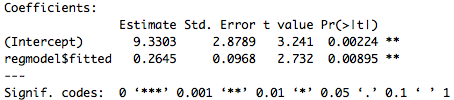 Coefficients:
               Estimate Std. Error t value Pr(>|t|)
(Intercept)      9.3303     2.8789   3.241  0.00224 **
regmodel$fitted  0.2645     0.0968   2.732  0.00895 **
---
Signif. codes:  0 ‘***’ 0.001 ‘**’ 0.01 ‘*’ 0.05 ‘.’ 0.1 ‘ ’ 1